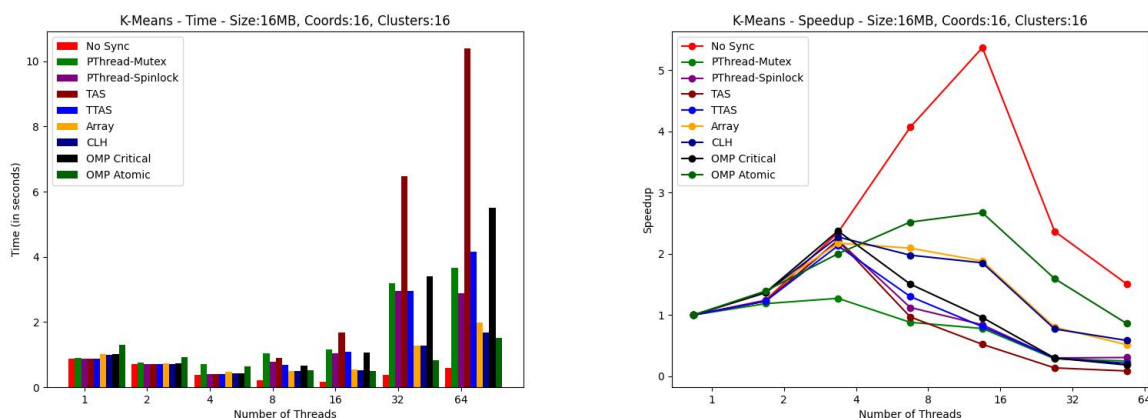 K-Means - Time - Size:16MB, Coords:16, Clusters:16
No Sync
PThread-Mutex
PThread-Spinlock
TAS
TTAS
Array
CLH
OMP Critical
OMP Atomic
Time (in seconds)
10
8
6
4
2
0
1 2 4 8 16 32 64
Number of Threads
K-Means - Speedup - Size:16MB, Coords:16, Clusters:16
No Sync
PThread-Mutex
PThread-Spinlock
TAS
TTAS
Array
CLH
OMP Critical
OMP Atomic
Speedup
5
4
3
2
1
0
1 2 4 8 16 32 64
Number of Threads